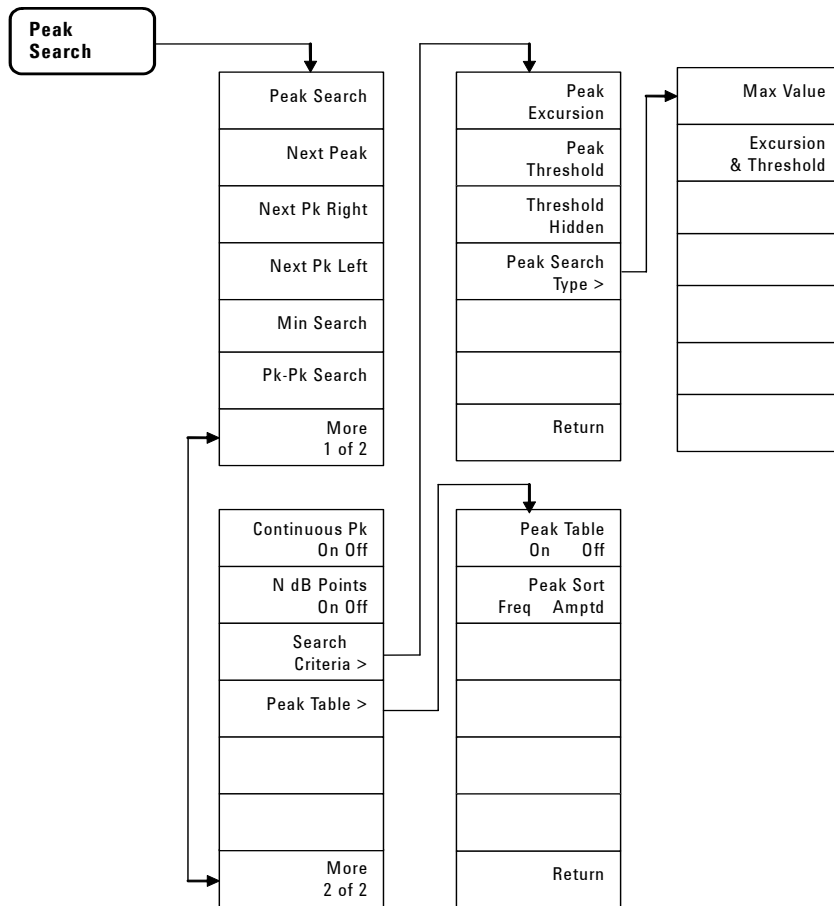 Peak
Search
Peak Search
Next Peak
Next Pk Right
Next Pk Left
Min Search
Pk-Pk Search
More
1 of 2
Continuous Pk
On Off
N dB Points
On Off
Search
Criteria >
Peak Table >
More
2 of 2
Peak
Excursion
Peak
Threshold
Threshold
Hidden
Peak Search
Type >
Return
Peak Table
On Off
Peak Sort
Freq Amptd
Return
Max Value
Excursion
& Threshold